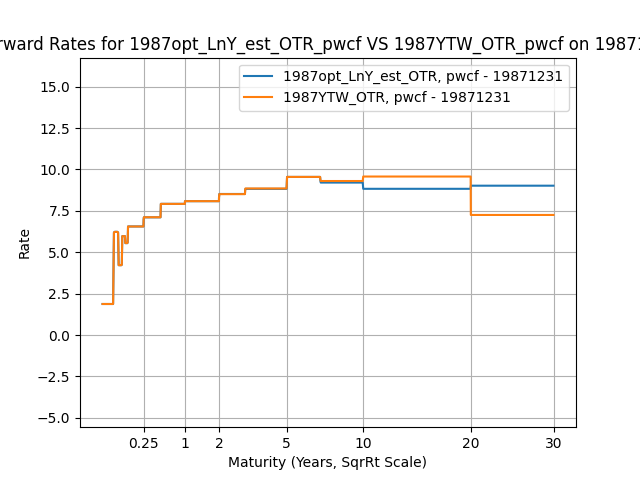 rward Rates for 1987opt_LnY_est_OTR_pwcf VS 1987YTW_OTR_pwcf on 19871
1987opt_LnY_est_OTR, pwcf - 19871231
1987YTW_OTR, pwcf - 19871231
15.0
12.5
10.0
7.5
5.0
2.5
0.0
−2.5
−5.0
Rate
0.25 1 2 5 10 20 30
Maturity (Years, SqrRt Scale)